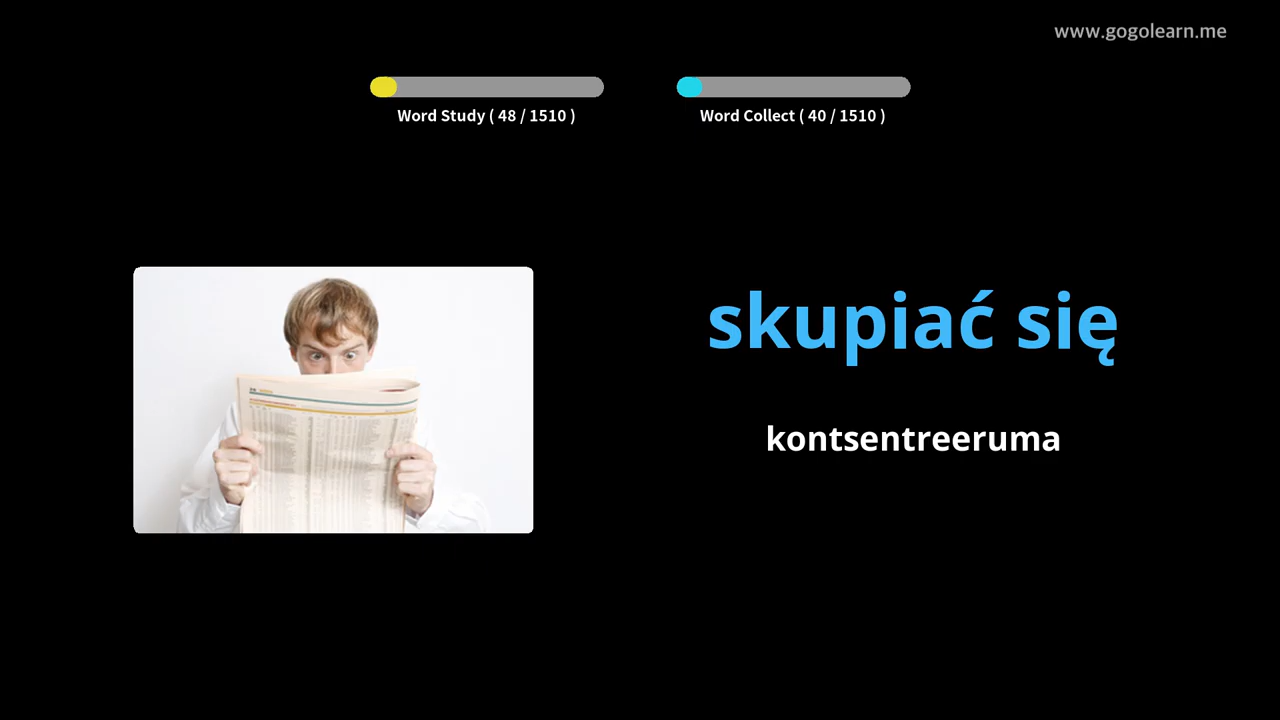 www.gogolearn.me
Word Study ( 48 / 1510 )
Word Collect ( 40 / 1510 )
skupiać się
kontsentreeruma